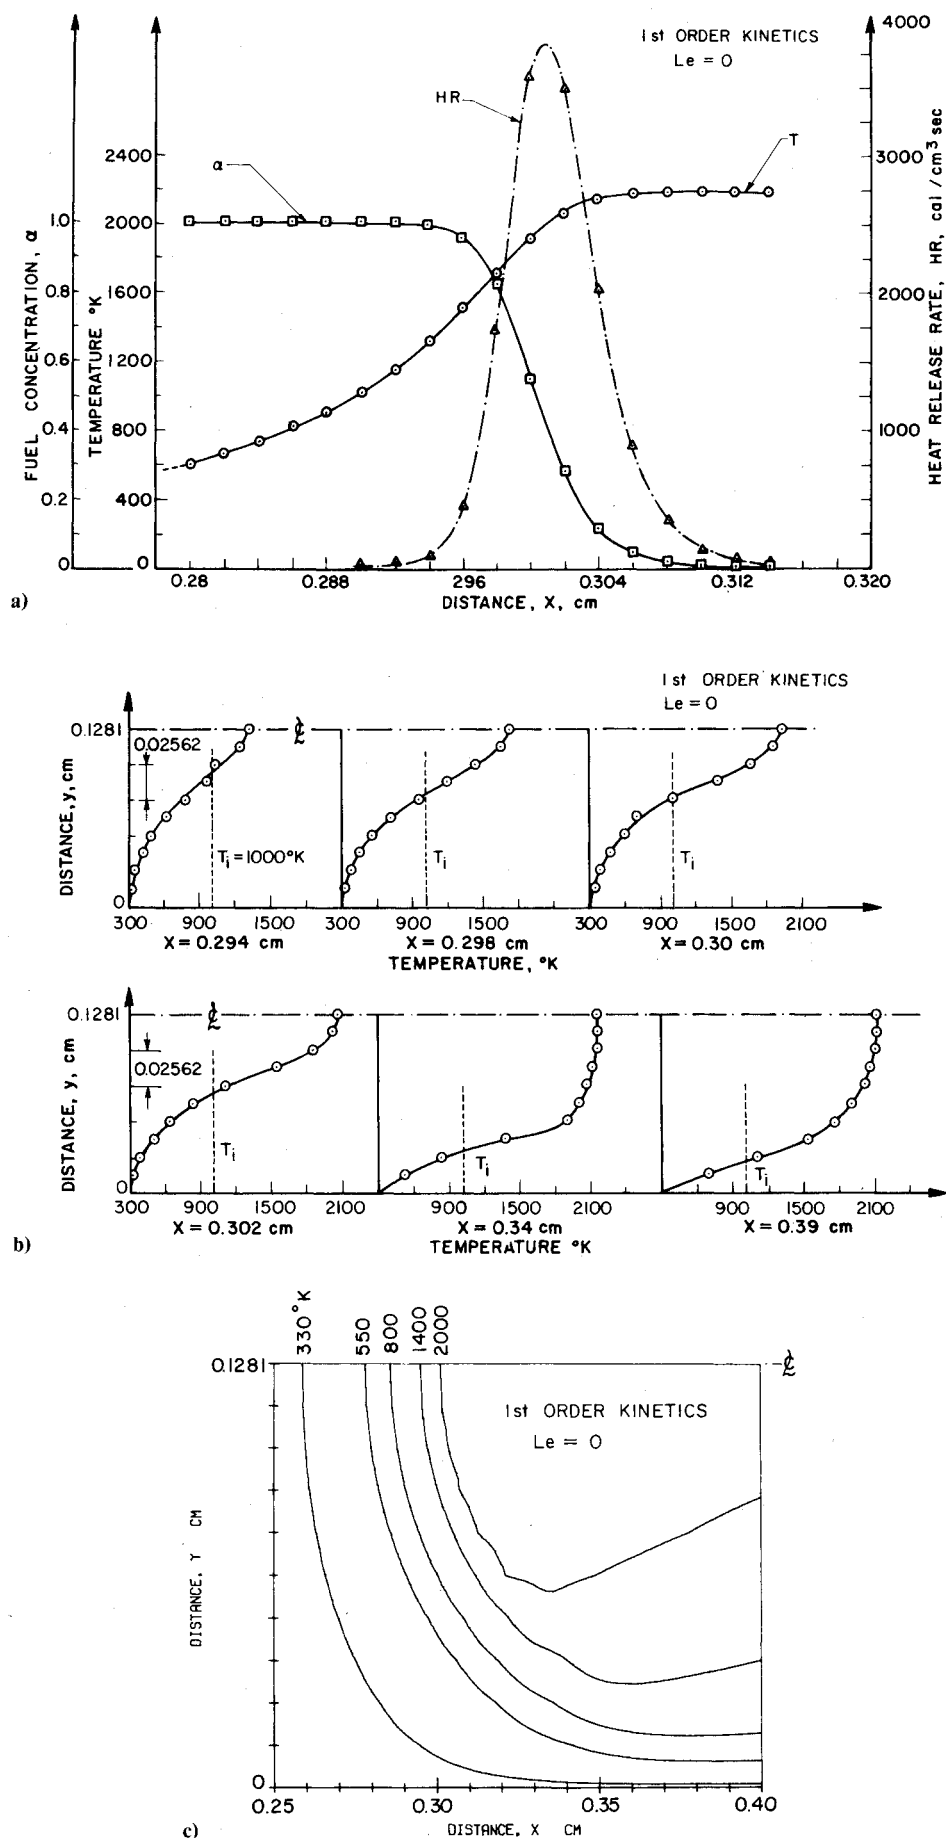 1st ORDER KINETICS
Le = 0
4000
HR
T
α
2400
2000
1600
1200
800
400
0
1.0
0.8
0.6
0.4
0.2
0
3000
2000
1000
0
FUEL CONCENTRATION, α
TEMPERATURE °K
HEAT RELEASE RATE, HR, cal/cm³ sec
0.28 0.288 .296 0.304 0.312 0.320
DISTANCE, X, cm
a)
1st ORDER KINETICS
Le = 0
0.1281
0.02562
DISTANCE, y, cm
0
Ti = 1000°K
Ti
Ti
300 900 1500 300 900 1500 300 900 1500 2100
X = 0.294 cm X = 0.298 cm X = 0.30 cm
TEMPERATURE, °K
0.1281
0.02562
DISTANCE, y, cm
0
Ti
Ti
Ti
300 900 1500 2100 900 1500 2100 900 1500 2100
X = 0.302 cm X = 0.34 cm X = 0.39 cm
TEMPERATURE °K
b)
330°K 550 800 1400 2000
0.1281
1st ORDER KINETICS
Le = 0
DISTANCE, Y CM
0
0.25 0.30 0.35 0.40
DISTANCE, X CM
c)